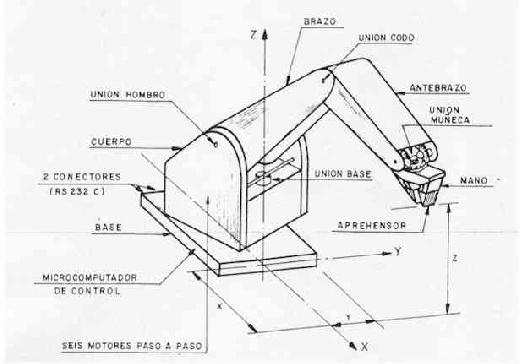 BRAZO
Z
UNION CODO
UNION HOMBRO
ANTEBRAZO
UNION
MUÑECA
CUERPO
2 CONECTORES
(RS 232 C)
UNION BASE
MANO
BASE
APREHENSOR
Y
Z
MICROCOMPUTADOR
DE CONTROL
X
Y
X
SEIS MOTORES PASO A PASO